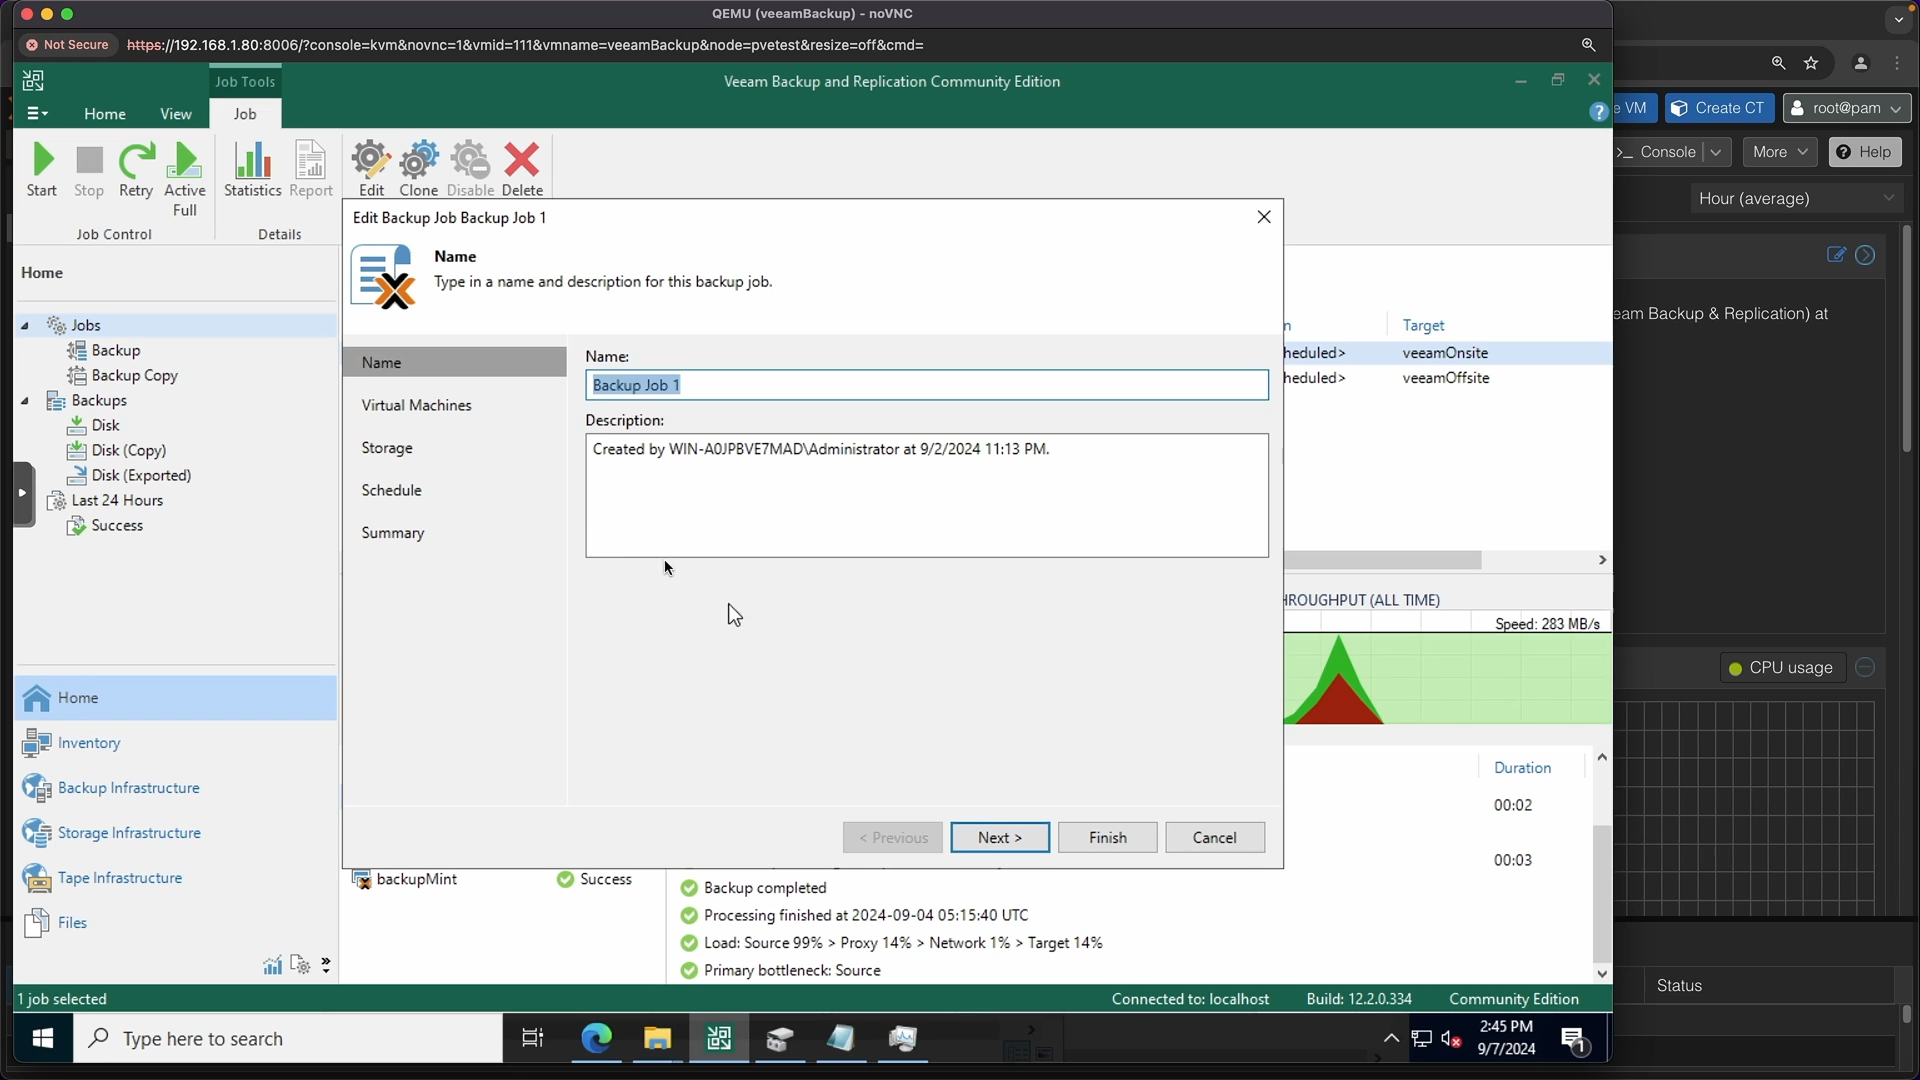 QEMU (veeamBackup) - noVNC
Not Secure
https://192.168.1.80:8006/?console=kvm&novnc=1&vmid=111&vmname=veeamBackup&node=pvetest&resize=off&cmd=
Job Tools
Veeam Backup and Replication Community Edition
Home
View
Job
e VM
Create CT
root@pam
Start
Stop
Retry
Active
Full
Statistics
Report
Edit
Clone
Disable
Delete
Console
More
Help
Job Control
Details
Hour (average)
Edit Backup Job Backup Job 1
Name
Type in a name and description for this backup job.
Home
Jobs
Backup
Backup Copy
Backups
Disk
Disk (Copy)
Disk (Exported)
Last 24 Hours
Success
Name
Virtual Machines
Storage
Schedule
Summary
Name:
Backup Job 1
Description:
Created by WIN-A0JPBVE7MAD\Administrator at 9/2/2024 11:13 PM.
n
Target
heduled>
veeamOnsite
heduled>
veeamOffsite
eam Backup & Replication) at
HROUGHPUT (ALL TIME)
Speed: 283 MB/s
CPU usage
Home
Inventory
Backup Infrastructure
Storage Infrastructure
Tape Infrastructure
Files
Duration
00:02
00:03
< Previous
Next >
Finish
Cancel
backupMint
Success
Backup completed
Processing finished at 2024-09-04 05:15:40 UTC
Load: Source 99% > Proxy 14% > Network 1% > Target 14%
Primary bottleneck: Source
Status
1 job selected
Connected to: localhost
Build: 12.2.0.334
Community Edition
Type here to search
2:45 PM
9/7/2024
1